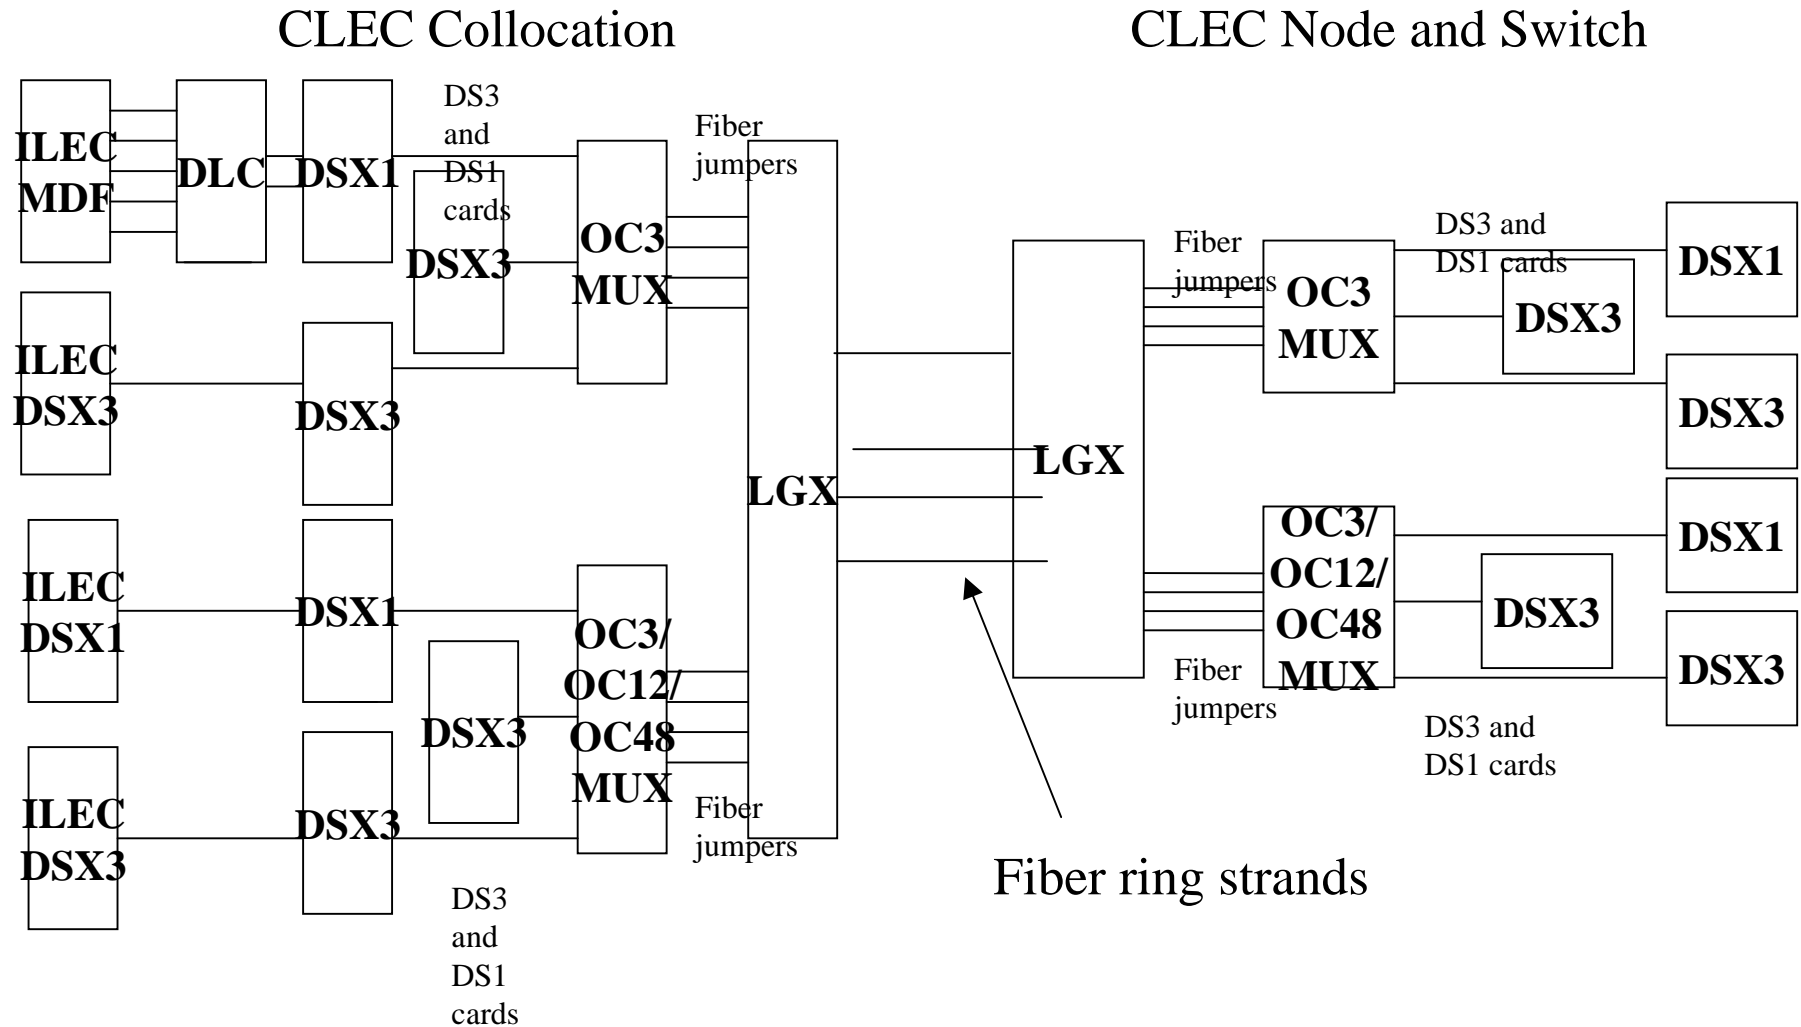 CLEC Collocation
CLEC Node and Switch
ILEC
MDF
DLC
DSX1
DS3
and
DS1
cards
DSX3
OC3
MUX
Fiber
jumpers
ILEC
DSX3
DSX3
LGX
ILEC
DSX1
DSX1
DSX3
OC3/
OC12/
OC48
MUX
Fiber
jumpers
ILEC
DSX3
DSX3
DS3
and
DS1
cards
LGX
Fiber
jumpers
OC3
MUX
DS3 and
DS1 cards
DSX3
DSX1
DSX3
OC3/
OC12/
OC48
MUX
Fiber
jumpers
DSX3
DSX1
DSX3
DS3 and
DS1 cards
Fiber ring strands